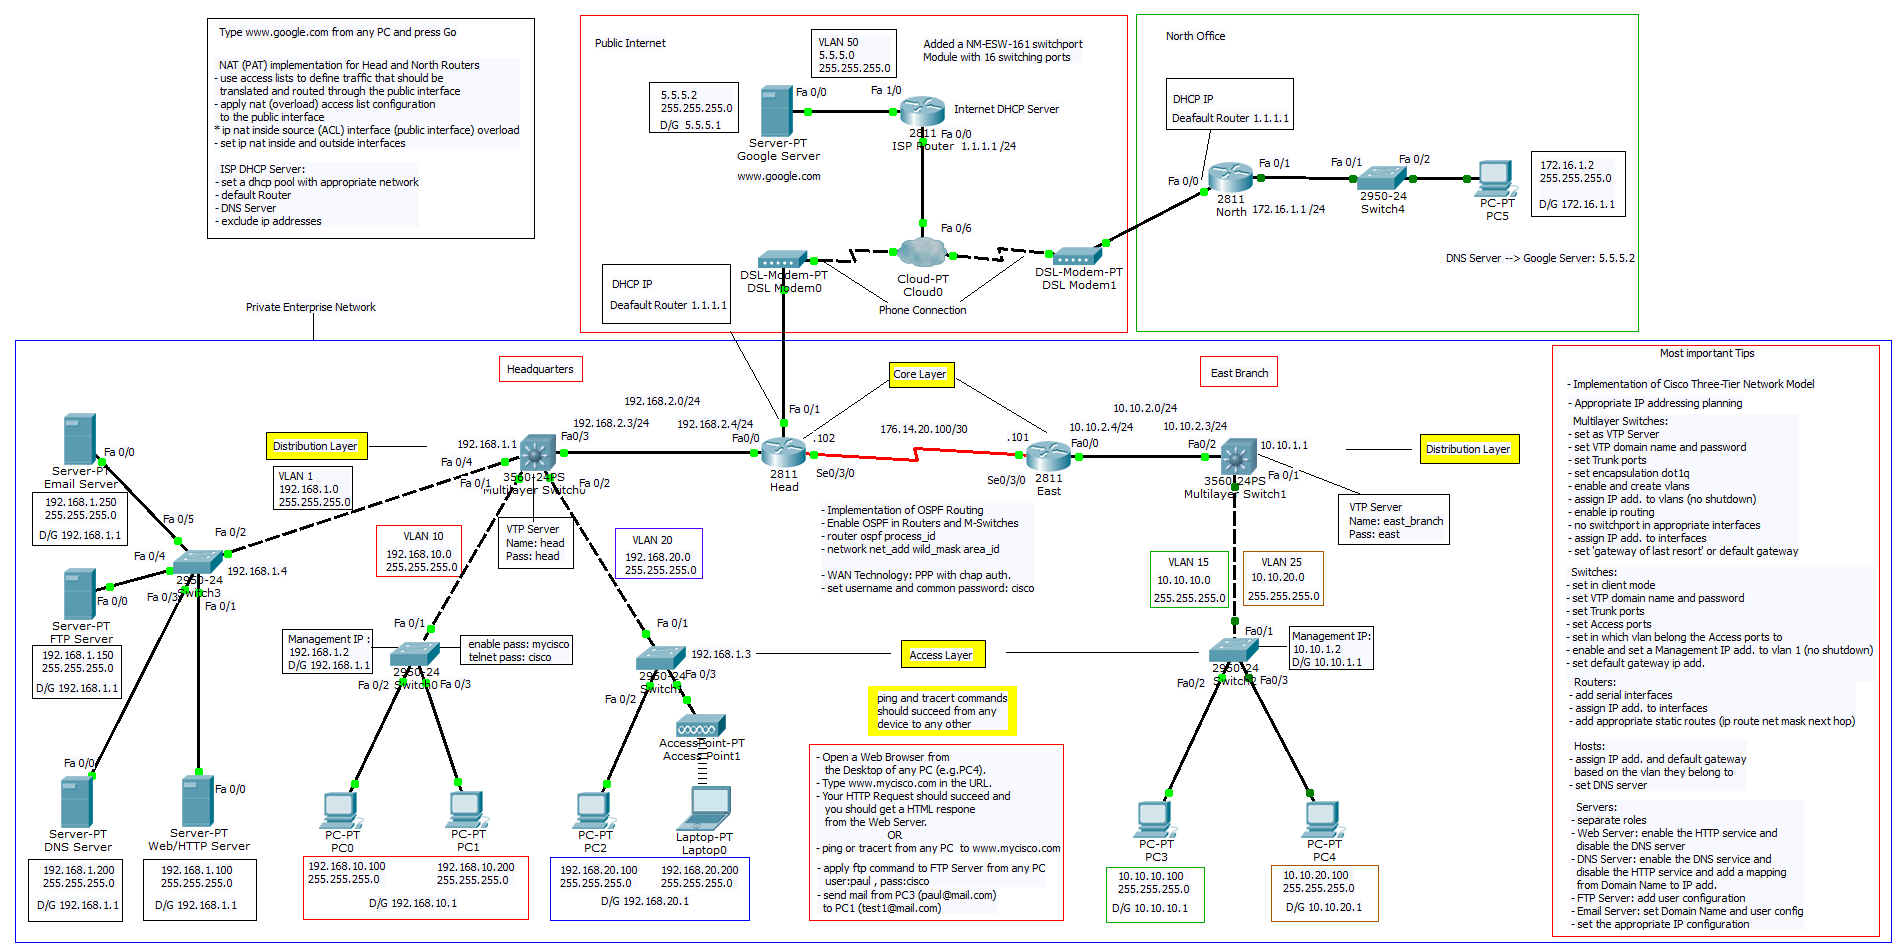 Type www.google.com from any PC and press Go
NAT (PAT) implementation for Head and North Routers
- use access lists to define traffic that should be
translated and routed through the public interface
- apply nat (overload) access list configuration
to the public interface
* ip nat inside source (ACL) interface (public interface) overload
- set ip nat inside and outside interfaces
ISP DHCP Server:
- set a dhcp pool with appropriate network
- default Router
- DNS Server
- exclude ip addresses
Public Internet
VLAN 50
5.5.5.0
255.255.255.0
Added a NM-ESW-161 switchport
Module with 16 switching ports
5.5.5.2
255.255.255.0
D/G 5.5.5.1
Fa 0/0
Fa 1/0
Internet DHCP Server
Server-PT
Google Server
www.google.com
2811
ISP Router
Fa 0/0
1.1.1.1 /24
Fa 0/6
Cloud-PT
Cloud0
DSL-Modem-PT
DSL Modem0
DSL-Modem-PT
DSL Modem1
Phone Connection
North Office
DHCP IP
Deafault Router 1.1.1.1
Fa 0/0
Fa 0/1
2811
North
172.16.1.1 /24
Fa 0/1
Fa 0/2
2950-24
Switch4
PC-PT
PC5
172.16.1.2
255.255.255.0
D/G 172.16.1.1
DNS Server --> Google Server: 5.5.5.2
DHCP IP
Deafault Router 1.1.1.1
Private Enterprise Network
Headquarters
Core Layer
East Branch
Distribution Layer
192.168.1.1
Fa 0/4
Fa 0/1
Fa0/3
Fa 0/2
3560-24PS
Multilayer Switch0
192.168.2.0/24
192.168.2.3/24
192.168.2.4/24
Fa0/0
Fa 0/1
.102
2811
Head
Se0/3/0
176.14.20.100/30
.101
Se0/3/0
2811
East
Fa0/0
10.10.2.0/24
10.10.2.4/24
10.10.2.3/24
Fa0/2
10.10.1.1
Fa 0/1
3560-24PS
Multilayer Switch1
Distribution Layer
VTP Server
Name: east_branch
Pass: east
Fa 0/0
Server-PT
Email Server
192.168.1.250
255.255.255.0
D/G 192.168.1.1
VLAN 1
192.168.1.0
255.255.255.0
Fa 0/5
Fa 0/2
Fa 0/4
Fa 0/3
Fa 0/1
192.168.1.4
2950-24
Switch3
Fa 0/0
Server-PT
FTP Server
192.168.1.150
255.255.255.0
D/G 192.168.1.1
VLAN 10
192.168.10.0
255.255.255.0
VTP Server
Name: head
Pass: head
VLAN 20
192.168.20.0
255.255.255.0
- Implementation of OSPF Routing
- Enable OSPF in Routers and M-Switches
- router ospf process_id
- network net_add wild_mask area_id
- WAN Technology: PPP with chap auth.
- set username and common password: cisco
VLAN 15
10.10.10.0
255.255.255.0
VLAN 25
10.10.20.0
255.255.255.0
Management IP :
192.168.1.2
D/G 192.168.1.1
Fa 0/1
enable pass: mycisco
telnet pass: cisco
2950-24
Switch0
Fa 0/2
Fa 0/3
Fa 0/1
192.168.1.3
2950-24
Fa 0/2
Fa 0/3
AccessPoint-PT
Access Point1
Access Layer
Fa0/1
Management IP:
10.10.1.2
D/G 10.10.1.1
2950-24
Fa0/2
Fa0/3
ping and tracert commands
should succeed from any
device to any other
- Open a Web Browser from
the Desktop of any PC (e.g.PC4).
- Type www.mycisco.com in the URL.
- Your HTTP Request should succeed and
you should get a HTML respone
from the Web Server.
OR
- ping or tracert from any PC to www.mycisco.com
- apply ftp command to FTP Server from any PC
user:paul , pass:cisco
- send mail from PC3 (paul@mail.com)
to PC1 (test1@mail.com)
Fa 0/0
Server-PT
DNS Server
192.168.1.200
255.255.255.0
D/G 192.168.1.1
Fa 0/0
Server-PT
Web/HTTP Server
192.168.1.100
255.255.255.0
D/G 192.168.1.1
PC-PT
PC0
PC-PT
PC1
192.168.10.100
255.255.255.0
192.168.10.200
255.255.255.0
D/G 192.168.10.1
PC-PT
PC2
Laptop-PT
Laptop0
192.168.20.100
255.255.255.0
192.168.20.200
255.255.255.0
D/G 192.168.20.1
PC-PT
PC3
10.10.10.100
255.255.255.0
D/G 10.10.10.1
PC-PT
PC4
10.10.20.100
255.255.255.0
D/G 10.10.20.1
Most important Tips
- Implementation of Cisco Three-Tier Network Model
- Appropriate IP addressing planning
Multilayer Switches:
- set as VTP Server
- set VTP domain name and password
- set Trunk ports
- set encapsulation dot1q
- enable and create vlans
- assign IP add. to vlans (no shutdown)
- enable ip routing
- no switchport in appropriate interfaces
- assign IP add. to interfaces
- set 'gateway of last resort' or default gateway
Switches:
- set in client mode
- set VTP domain name and password
- set Trunk ports
- set Access ports
- set in which vlan belong the Access ports to
- enable and set a Management IP add. to vlan 1 (no shutdown)
- set default gateway ip add.
Routers:
- add serial interfaces
- assign IP add. to interfaces
- add appropriate static routes (ip route net mask next hop)
Hosts:
- assign IP add. and default gateway
based on the vlan they belong to
- set DNS server
Servers:
- separate roles
- Web Server: enable the HTTP service and
disable the DNS server
- DNS Server: enable the DNS service and
disable the HTTP service and add a mapping
from Domain Name to IP add.
- FTP Server: add user configuration
- Email Server: set Domain Name and user config
- set the appropriate IP configuration